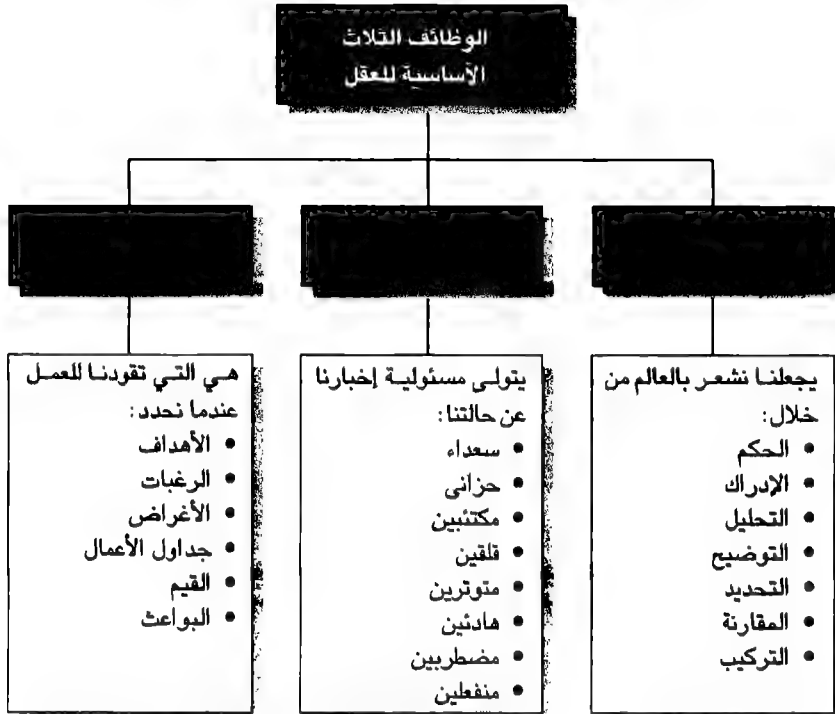 الوظائف الثلاث
الأساسية للعقل
يجعلنا نشعر بالعالم من
خلال:
• الحكم
• الإدراك
• التحليل
• التوضيح
• التحديد
• المقارنة
• التركيب
يتولى مسئولية إخبارنا
عن حالتنا:
• سعداء
• حزانى
• مكتئبين
• قلقين
• متوترين
• هادئين
• مضطربين
• منفعلين
هي التي تقودنا للعمل
عندما نحدد:
• الأهداف
• الرغبات
• الأغراض
• جداول الأعمال
• القيم
• البواعث